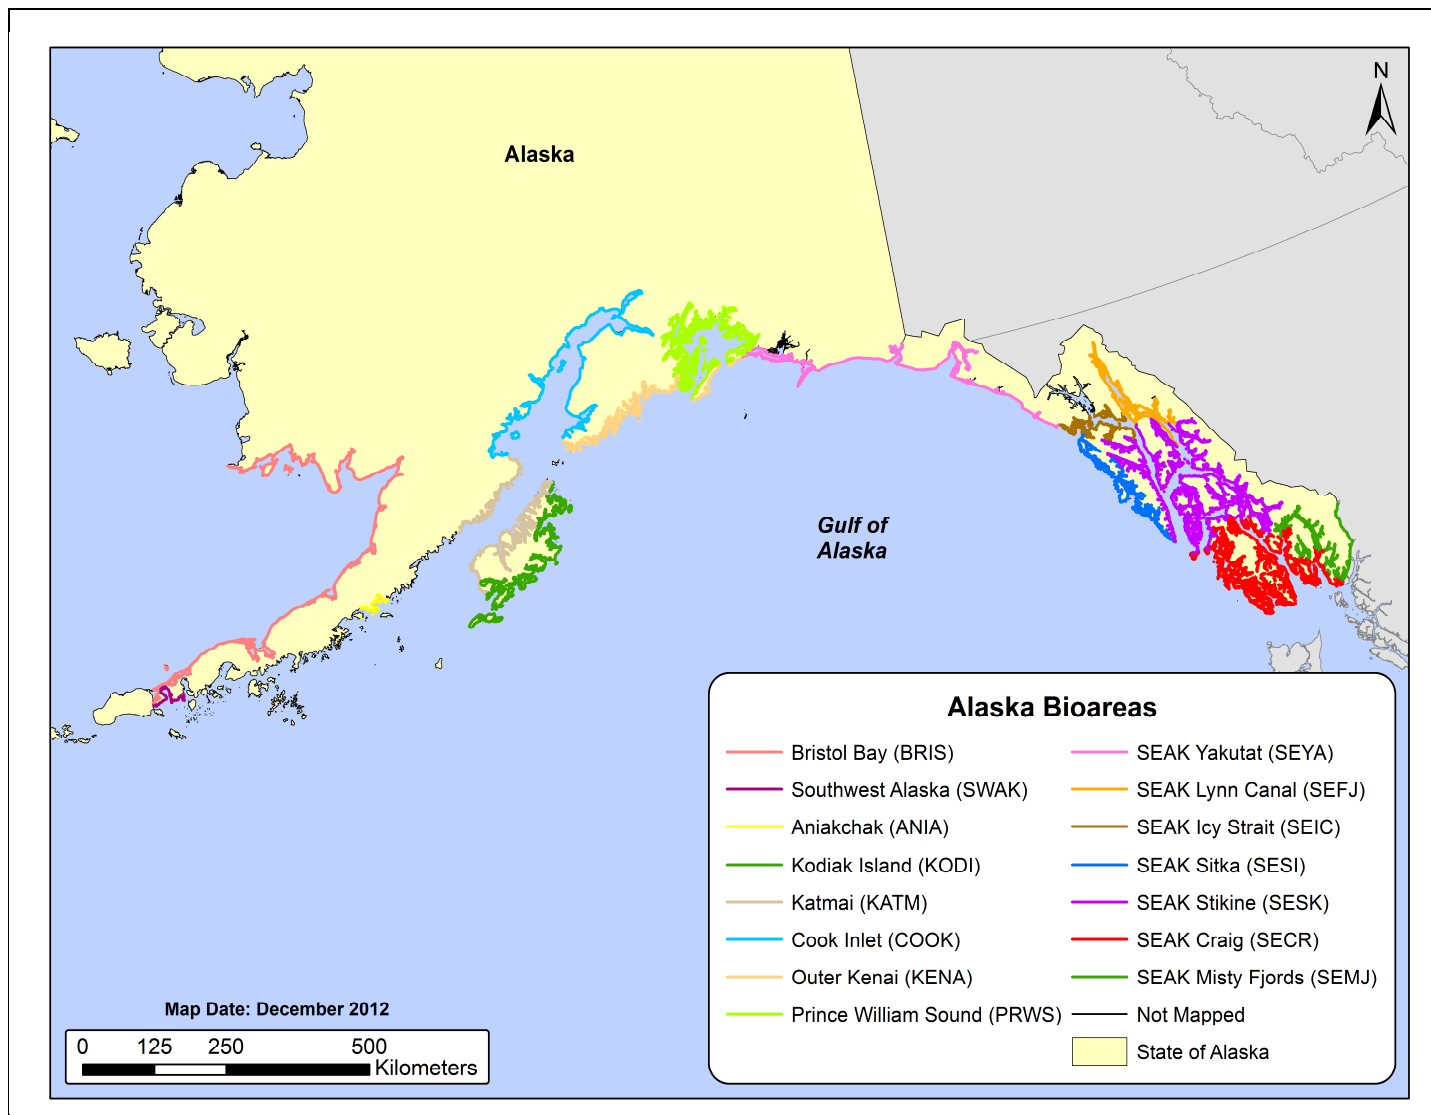 N
Alaska
Gulf of
Alaska
Alaska Bioareas
Bristol Bay (BRIS)
Southwest Alaska (SWAK)
Aniakchak (ANIA)
Kodiak Island (KODI)
Katmai (KATM)
Cook Inlet (COOK)
Outer Kenai (KENA)
Prince William Sound (PRWS)
SEAK Yakutat (SEYA)
SEAK Lynn Canal (SEFJ)
SEAK Icy Strait (SEIC)
SEAK Sitka (SESI)
SEAK Stikine (SESK)
SEAK Craig (SECR)
SEAK Misty Fjords (SEMJ)
Not Mapped
State of Alaska
Map Date: December 2012
0 125 250 500
Kilometers